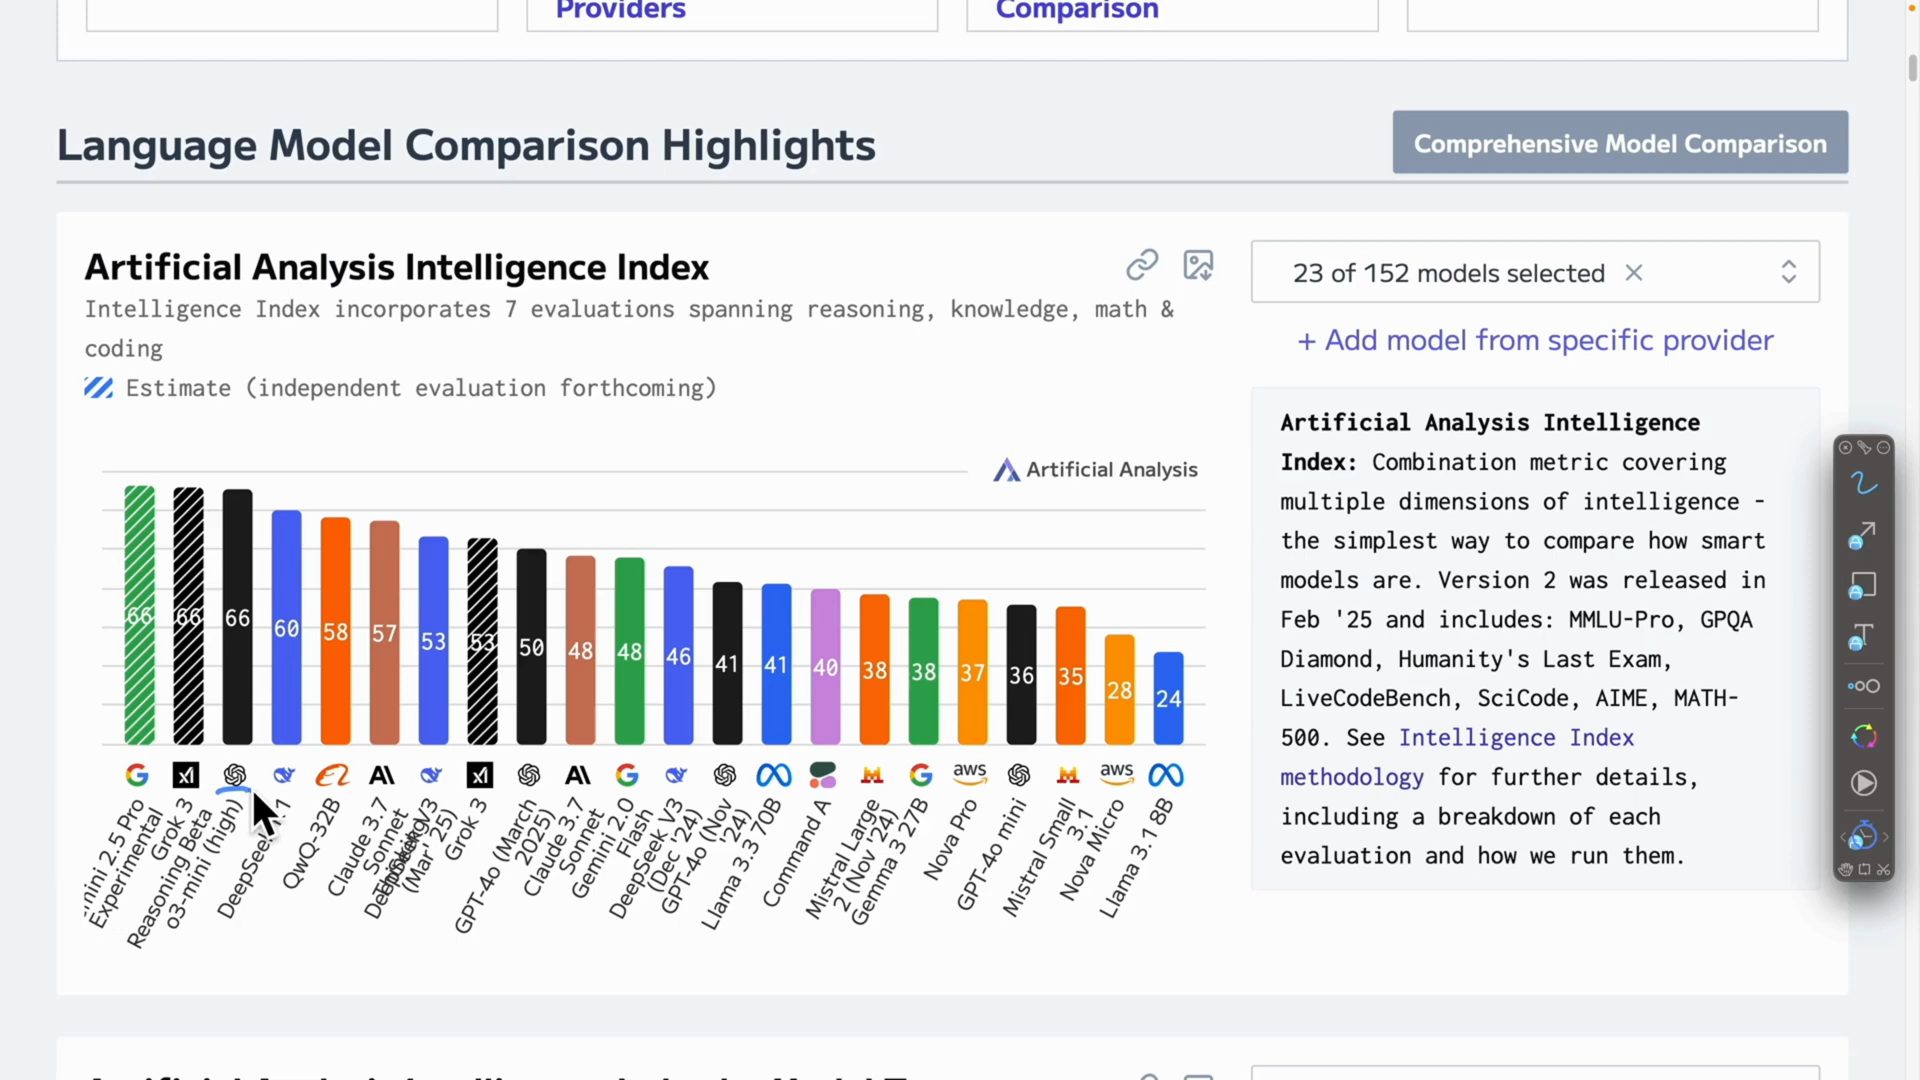 Providers
Comparison
Language Model Comparison Highlights
Comprehensive Model Comparison
Artificial Analysis Intelligence Index
Intelligence Index incorporates 7 evaluations spanning reasoning, knowledge, math &
coding
Estimate (independent evaluation forthcoming)
Artificial Analysis
66
66
66
60
58
57
53
53
50
48
48
46
41
41
40
38
38
37
36
35
28
24
aws
aws
mini 2.5 Pro
Experimental
Grok 3
Reasoning Beta
o3-mini (high)
QwQ-32B
Claude 3.7
Sonnet
V3
(Mar '25)
Grok 3
GPT-4o (March
2025)
Claude 3.7
Sonnet
Gemini 2.0
Flash
DeepSeek V3
(Dec '24)
GPT-4o (Nov
'24)
Llama 3.3 70B
Command A
Mistral Large
2 (Nov '24)
Gemma 3 27B
Nova Pro
GPT-4o mini
Mistral Small
3.1
Nova Micro
Llama 3.1 8B
23 of 152 models selected
+ Add model from specific provider
Artificial Analysis Intelligence
Index: Combination metric covering
multiple dimensions of intelligence -
the simplest way to compare how smart
models are. Version 2 was released in
Feb '25 and includes: MMLU-Pro, GPQA
Diamond, Humanity's Last Exam,
LiveCodeBench, SciCode, AIME, MATH-
500. See Intelligence Index
methodology for further details,
including a breakdown of each
evaluation and how we run them.